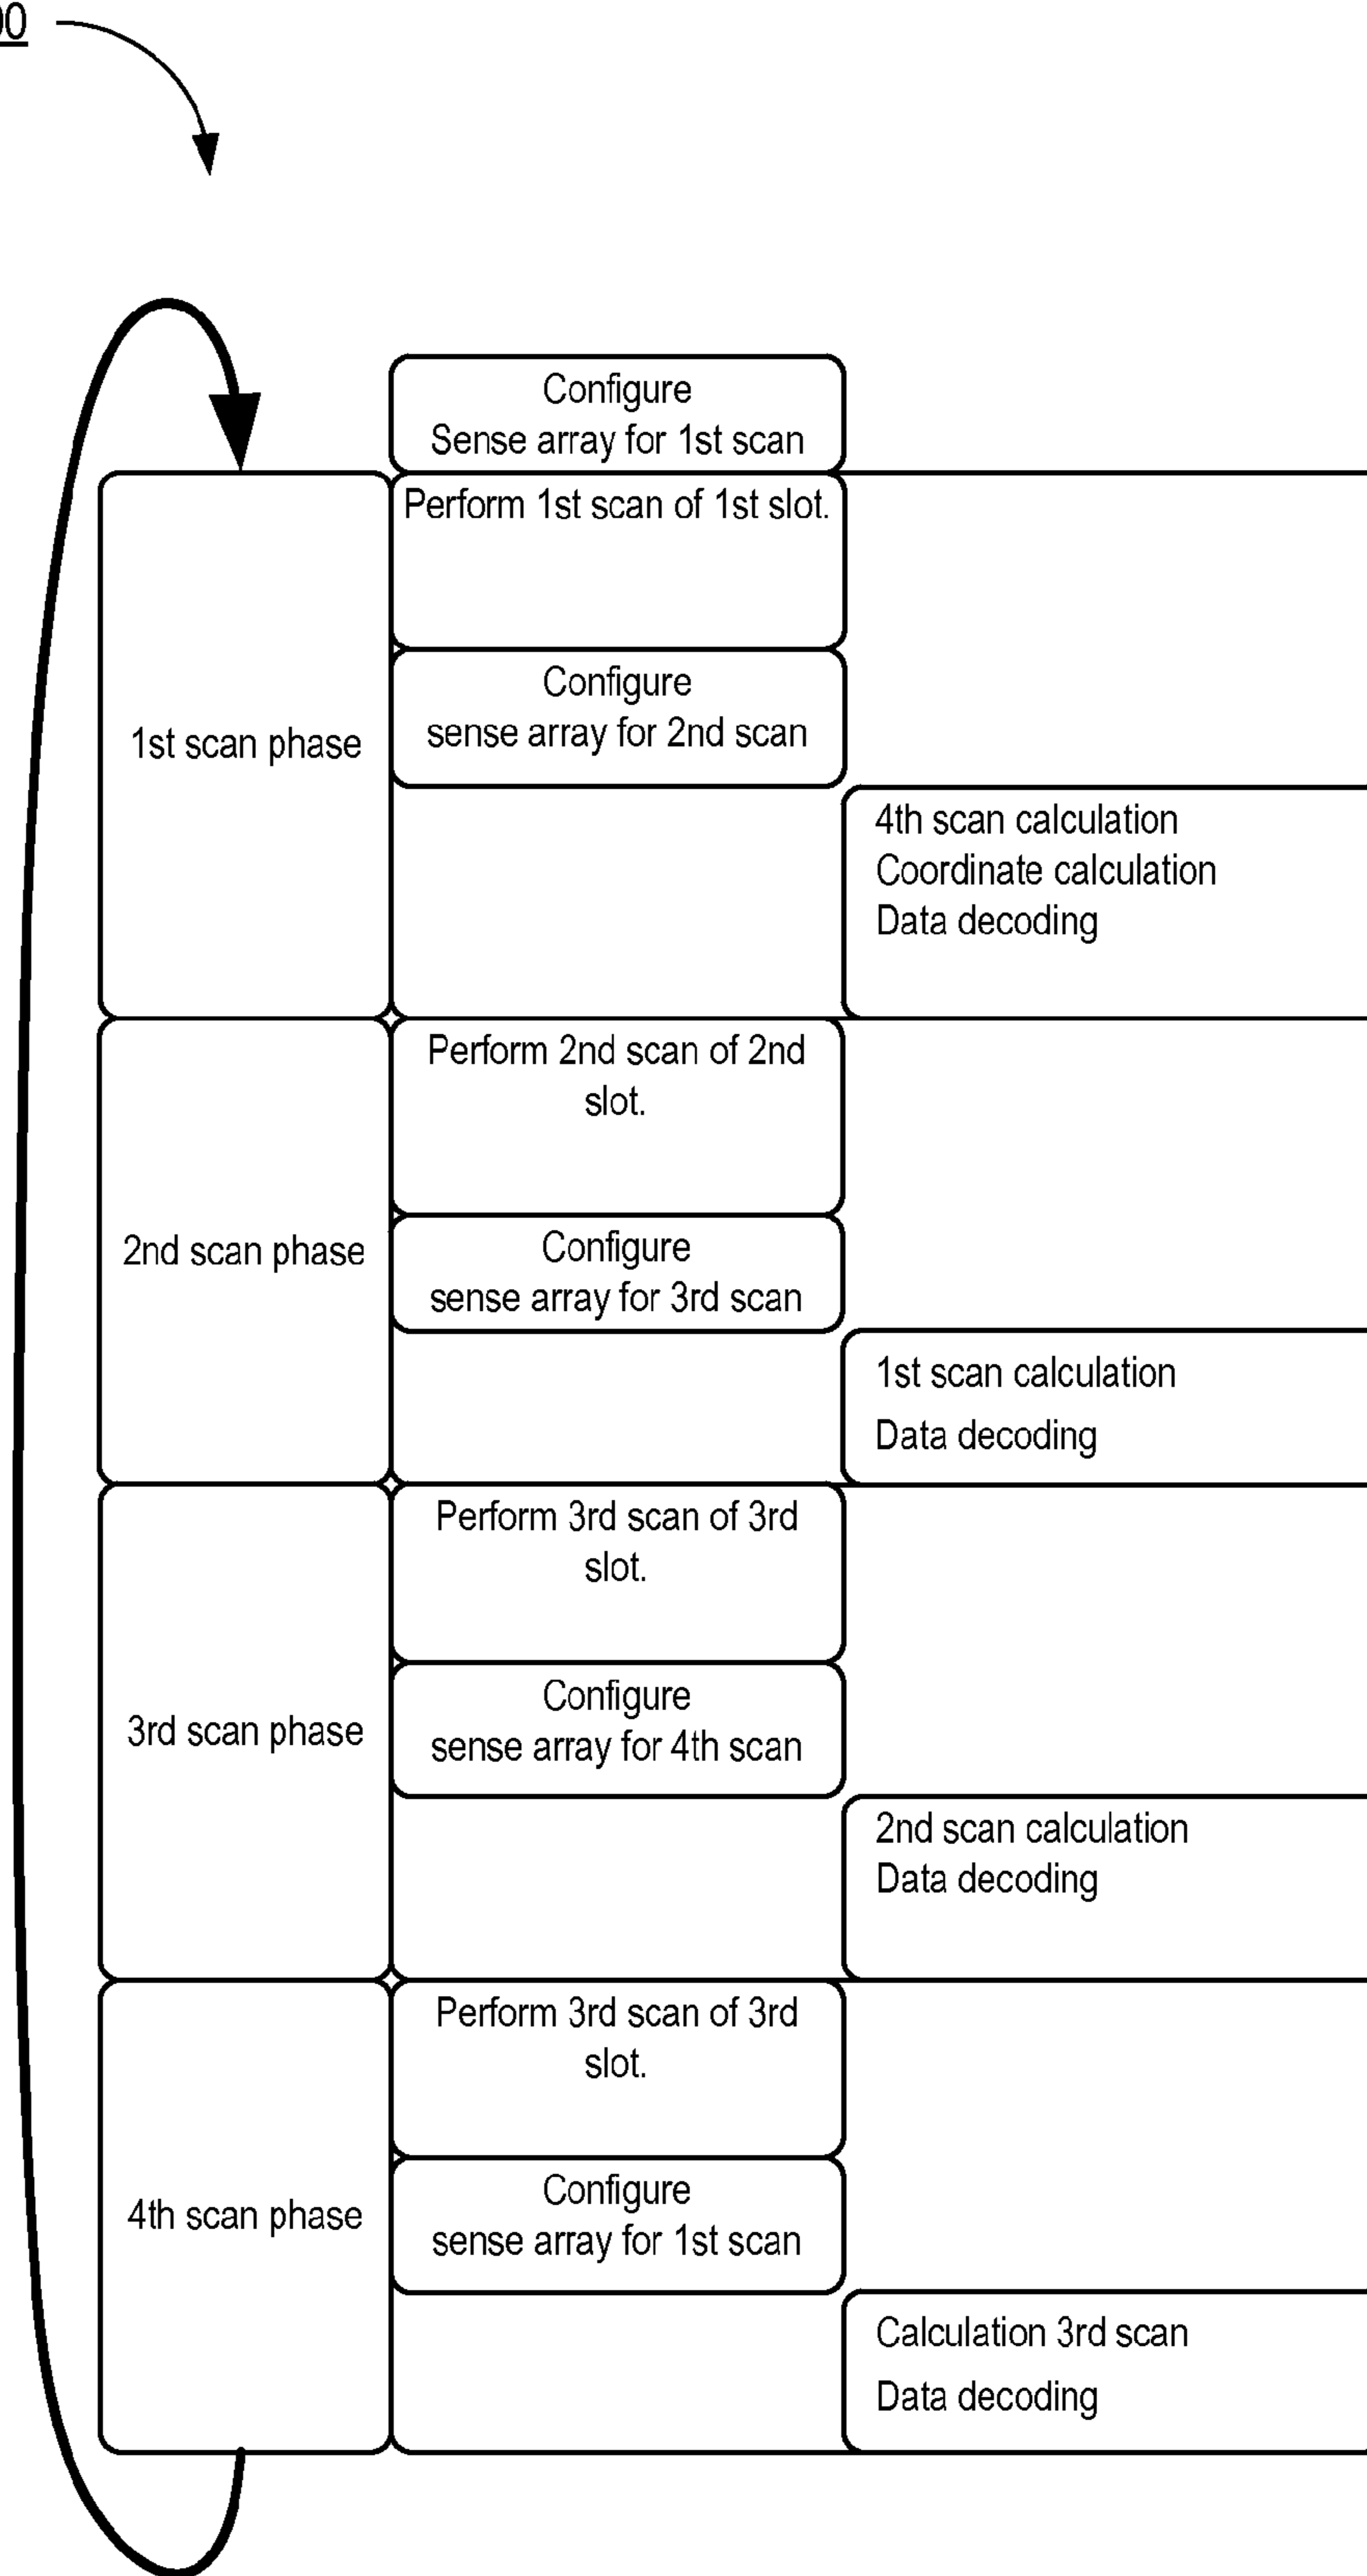 00
Configure
Sense array for 1st scan
Perform 1st scan of 1st slot.
Configure
sense array for 2nd scan
1st scan phase
4th scan calculation
Coordinate calculation
Data decoding
Perform 2nd scan of 2nd
slot.
Configure
sense array for 3rd scan
2nd scan phase
1st scan calculation
Data decoding
Perform 3rd scan of 3rd
slot.
Configure
sense array for 4th scan
3rd scan phase
2nd scan calculation
Data decoding
Perform 3rd scan of 3rd
slot.
Configure
sense array for 1st scan
4th scan phase
Calculation 3rd scan
Data decoding